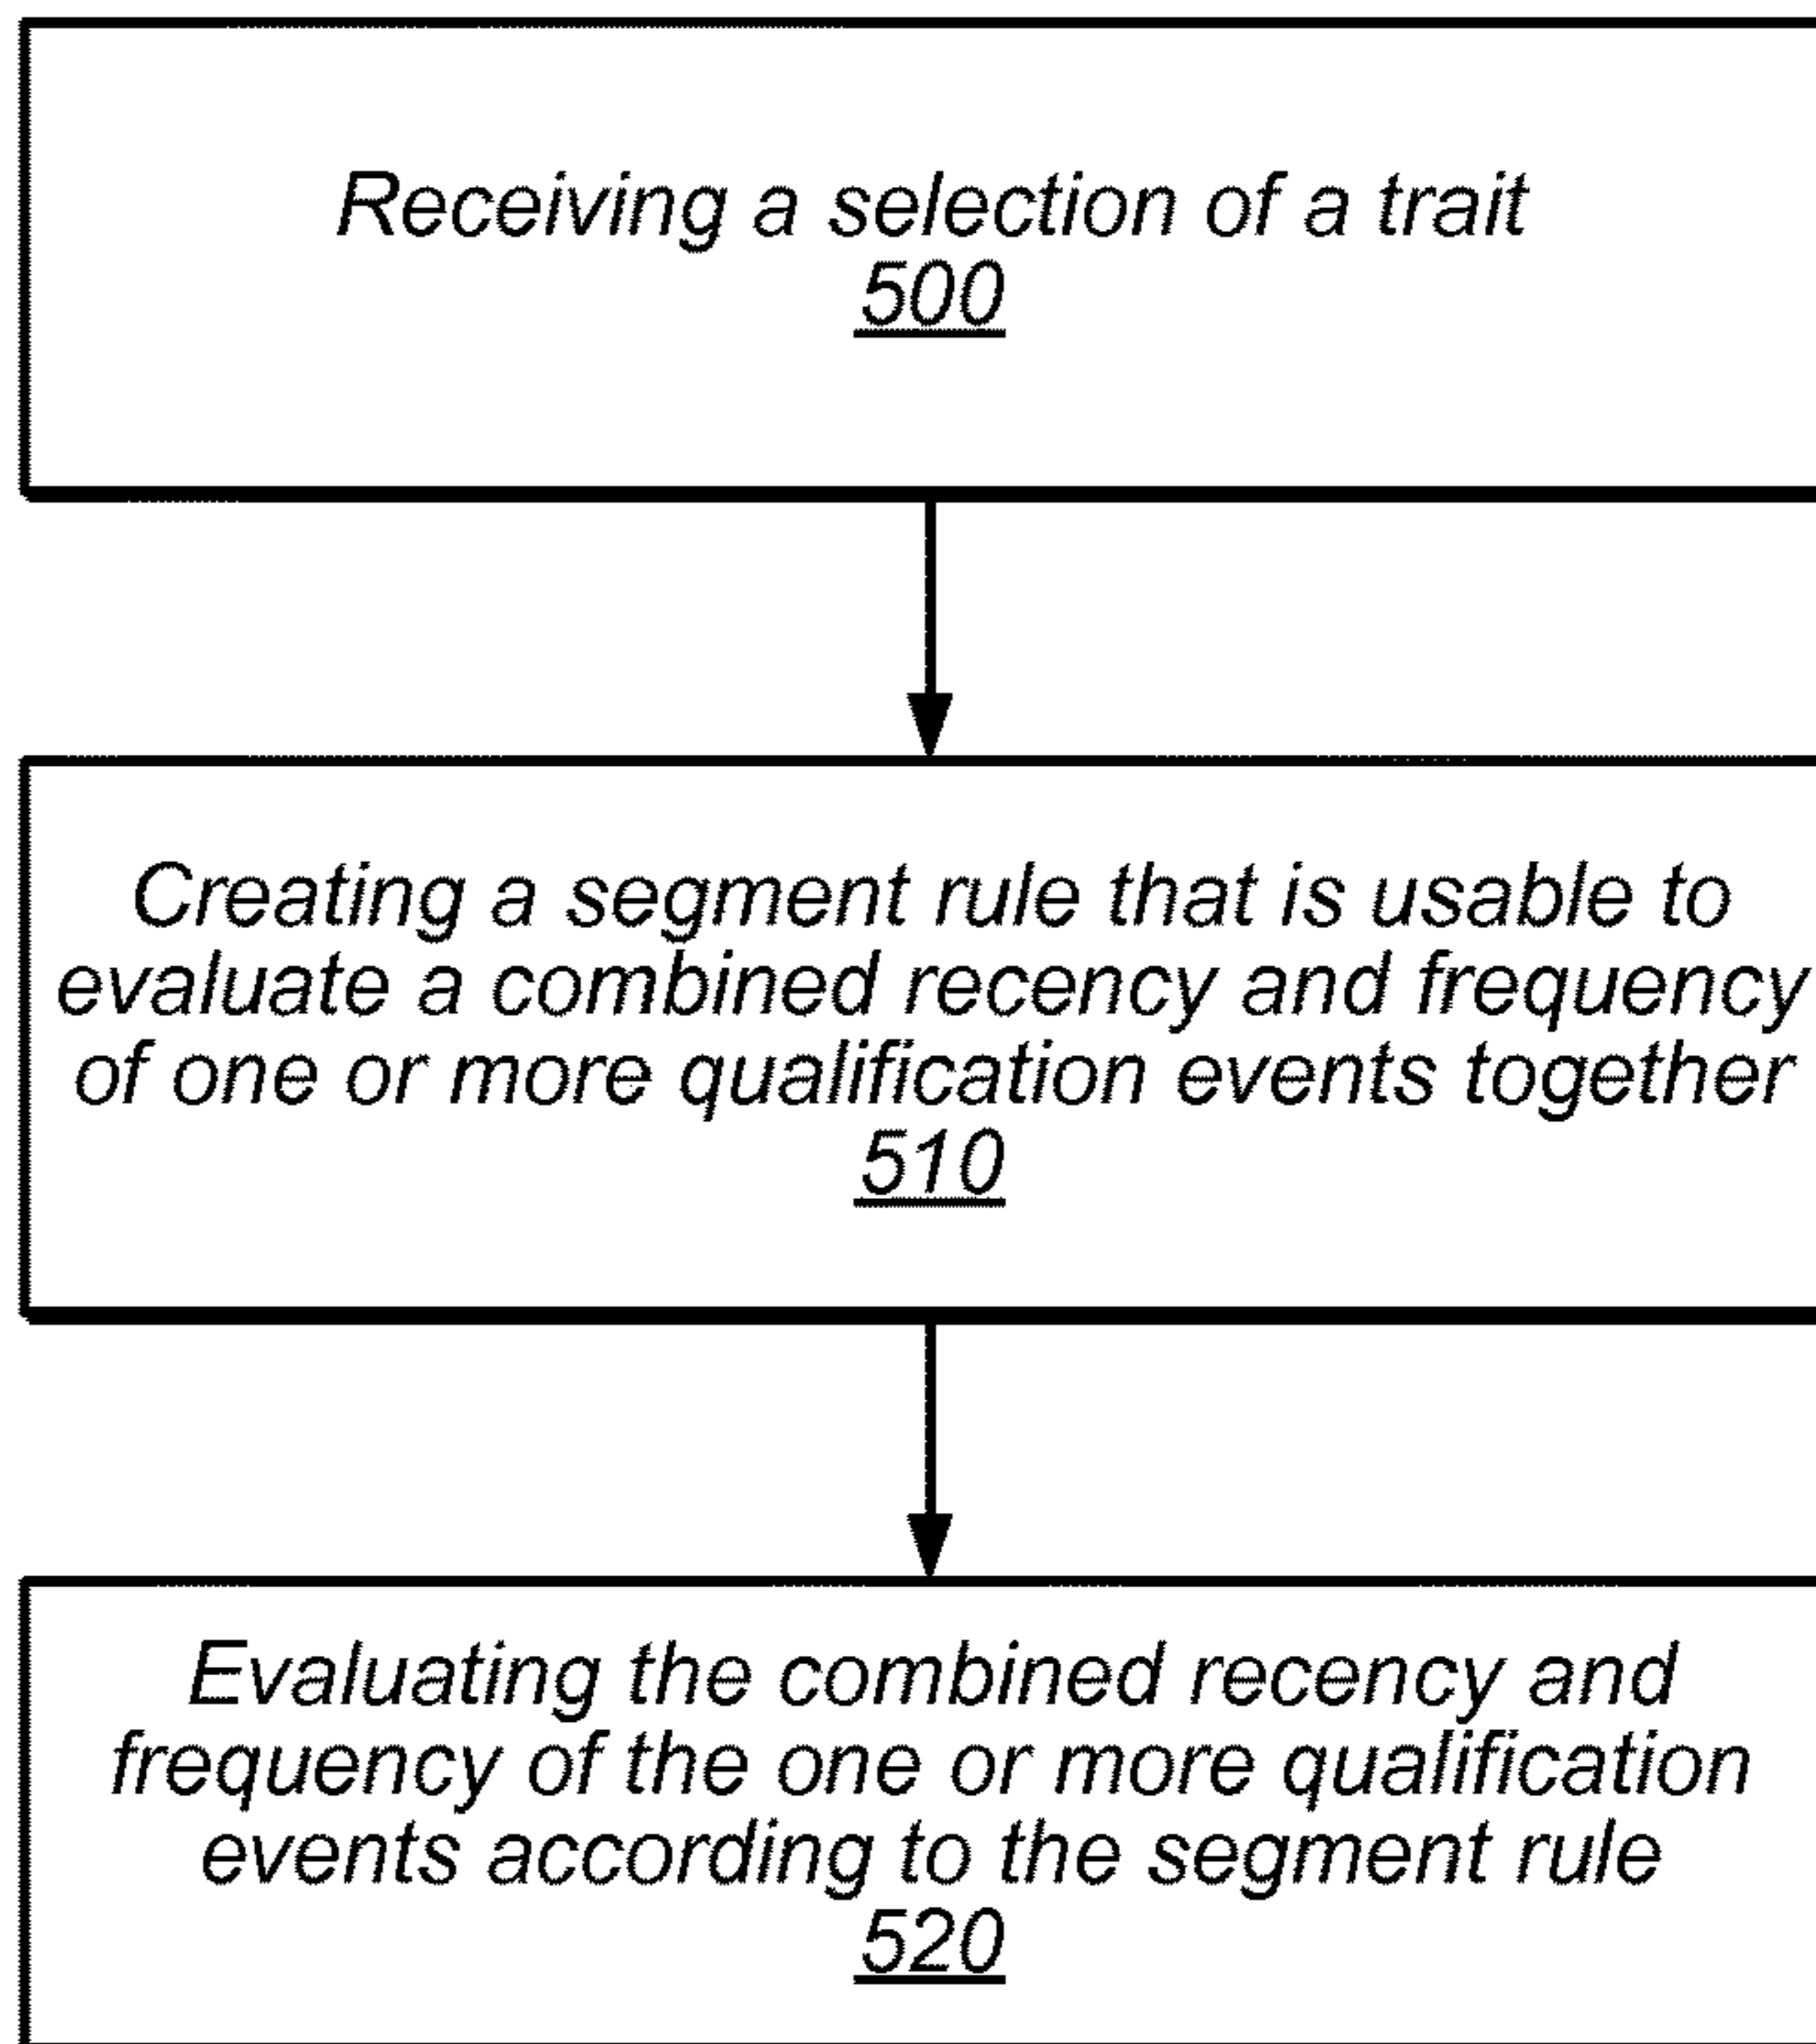 Receiving a selection of a trait
500
Creating a segment rule that is usable to
evaluate a combined recency and frequency
of one or more qualification events together
510
Evaluating the combined recency and
frequency of the one or more qualification
events according to the segment rule
520